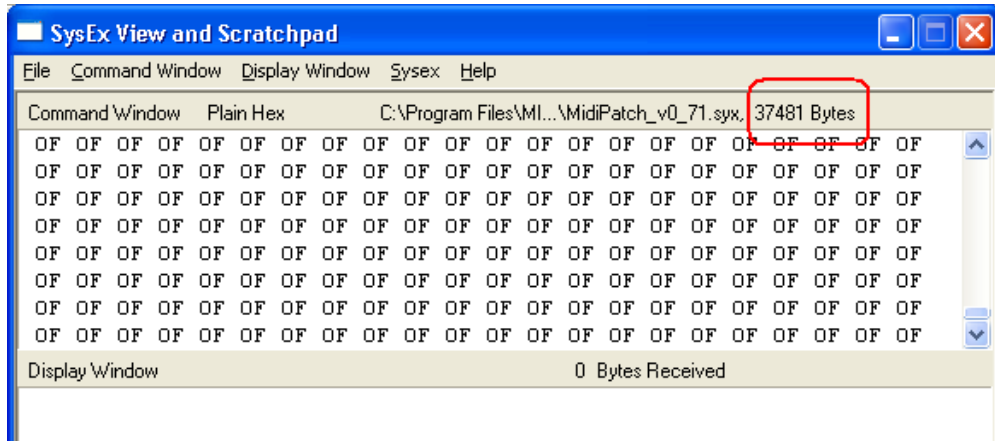 SysEx View and Scratchpad
File Command Window Display Window Sysex Help
Command Window Plain Hex C:\Program Files\MI...\MidiPatch_v0_71.syx, 37481 Bytes
0F 0F 0F 0F 0F 0F 0F 0F 0F 0F 0F 0F 0F 0F 0F 0F 0F 0F 0F 0F 0F 0F
0F 0F 0F 0F 0F 0F 0F 0F 0F 0F 0F 0F 0F 0F 0F 0F 0F 0F 0F 0F 0F 0F
0F 0F 0F 0F 0F 0F 0F 0F 0F 0F 0F 0F 0F 0F 0F 0F 0F 0F 0F 0F 0F 0F
0F 0F 0F 0F 0F 0F 0F 0F 0F 0F 0F 0F 0F 0F 0F 0F 0F 0F 0F 0F 0F 0F
0F 0F 0F 0F 0F 0F 0F 0F 0F 0F 0F 0F 0F 0F 0F 0F 0F 0F 0F 0F 0F 0F
0F 0F 0F 0F 0F 0F 0F 0F 0F 0F 0F 0F 0F 0F 0F 0F 0F 0F 0F 0F 0F 0F
0F 0F 0F 0F 0F 0F 0F 0F 0F 0F 0F 0F 0F 0F 0F 0F 0F 0F 0F 0F 0F 0F
0F 0F 0F 0F 0F 0F 0F 0F 0F 0F 0F 0F 0F 0F 0F 0F 0F 0F 0F 0F 0F 0F
Display Window 0 Bytes Received